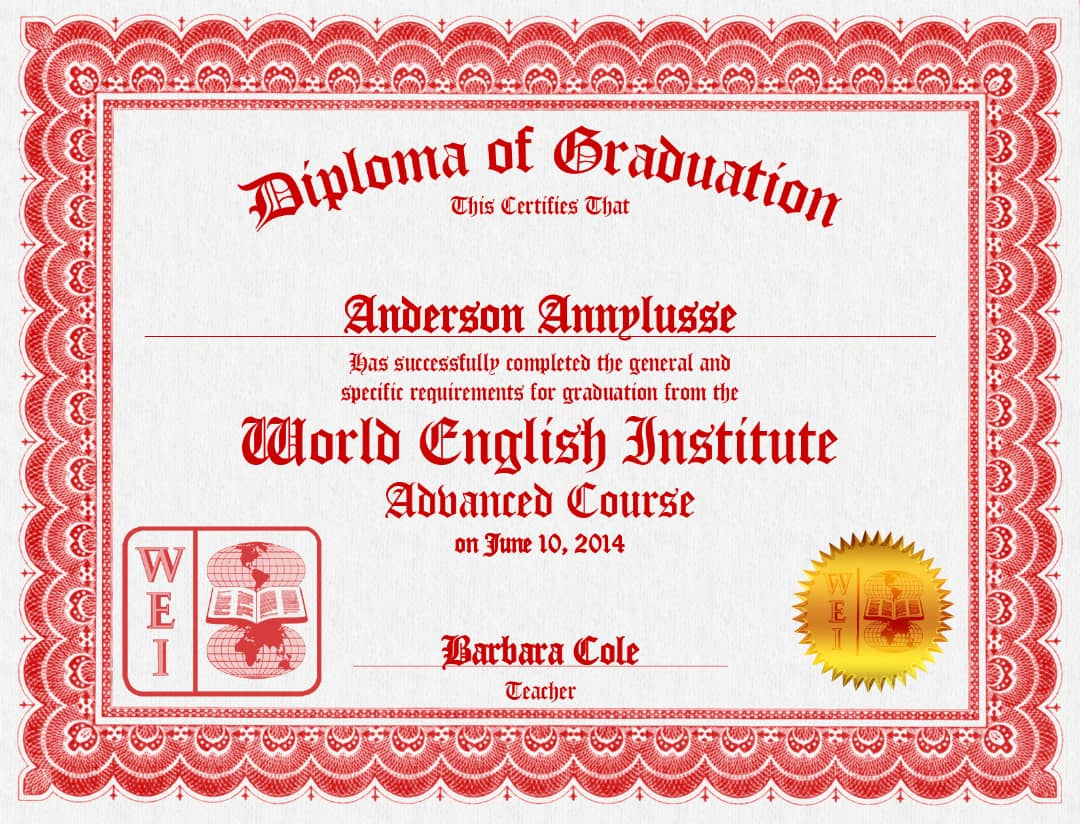 Diploma of Graduation
This Certifies That
Anderson Annylusse
Has successfully completed the general and
specific requirements for graduation from the
World English Institute
Advanced Course
on June 10, 2014
WEI
WEI
Barbara Cole
Teacher